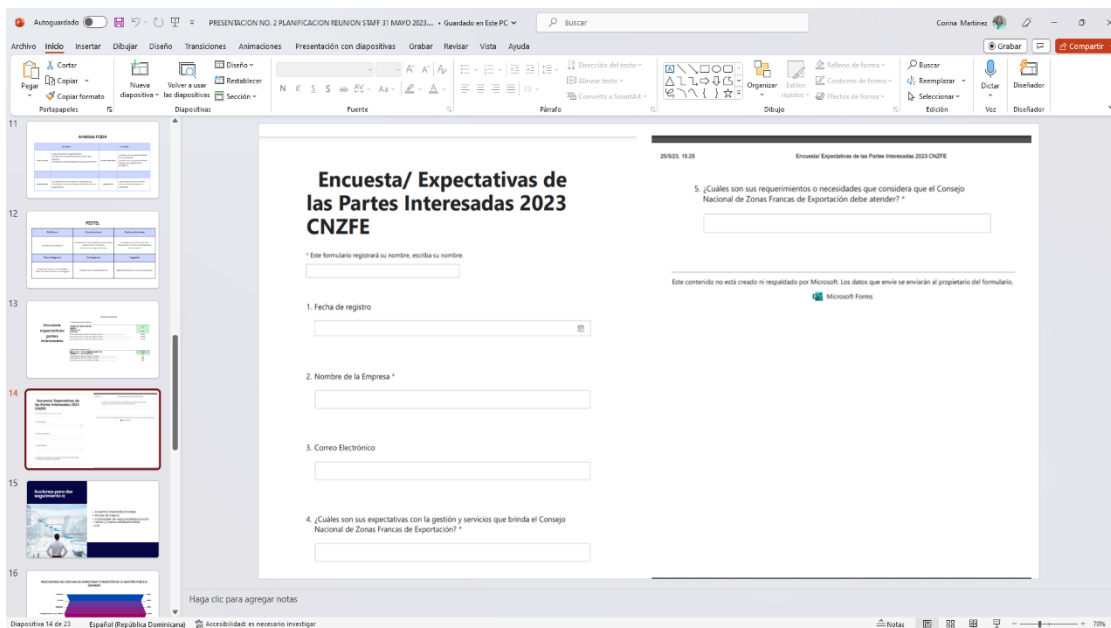 Autoguardado
PRESENTACION NO. 2 PLANIFICACION REUNION STAFF 31 MAYO 2023.... • Guardado en Este PC
Buscar
Corina Martinez
Archivo Inicio Insertar Dibujar Diseño Transiciones Animaciones Presentación con diapositivas Grabar Revisar Vista Ayuda
Grabar
Compartir
Pegar
Cortar
Copiar
Copiar formato
Portapapeles
Nueva diapositiva
Volver a usar las diapositivas
Diseño
Restablecer
Sección
Diapositivas
N K S S ab AV Aa A A
Fuente
Dirección del texto
Alinear texto
Convertir a SmartArt
Párrafo
Organizar
Estilos rápidos
Relleno de forma
Contorno de forma
Efectos de forma
Dibujo
Buscar
Reemplazar
Seleccionar
Edición
Dictar
Voz
Diseñador
Diseñador
11
Análisis FODA
12
PESTEL
13
Encuesta
expectativas
partes
interesadas
14
Encuesta/ Expectativas de
las Partes Interesadas 2023
CNZFE
15
Acciones para dar
seguimiento a:
16
Encuesta/ Expectativas de
las Partes Interesadas 2023
CNZFE
* Este formulario registrará su nombre, escriba su nombre.
1. Fecha de registro
2. Nombre de la Empresa *
3. Correo Electrónico
4. ¿Cuáles son sus expectativas con la gestión y servicios que brinda el Consejo
Nacional de Zonas Francas de Exportación? *
25/5/23, 15:25
Encuesta/ Expectativas de las Partes Interesadas 2023 CNZFE
5. ¿Cuáles son sus requerimientos o necesidades que considera que el Consejo
Nacional de Zonas Francas de Exportación debe atender? *
Este contenido no está creado ni respaldado por Microsoft. Los datos que envíe se enviarán al propietario del formulario.
Microsoft Forms
Haga clic para agregar notas
Diapositiva 14 de 23
Español (República Dominicana)
Accesibilidad: es necesario investigar
Notas
70%